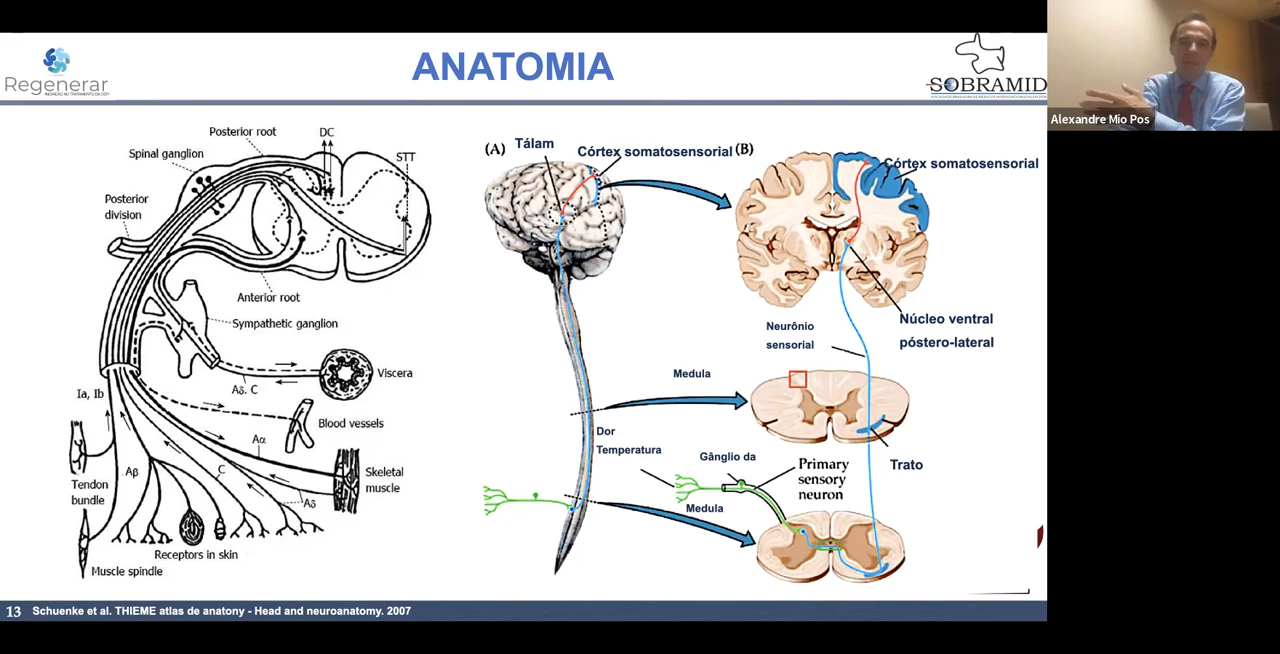 Regenerar
ANATOMIA
SOBRAMID
Alexandre Mio Pos
Posterior root
DC
Spinal ganglion
STT
Posterior
division
Anterior root
Sympathetic ganglion
Viscera
Aδ. C
Ia, Ib
Blood vessels
Aα
Aβ
C
Skeletal
muscle
Tendon
bundle
Aδ
Receptors in skin
Muscle spindle
(A)
Tálam
Córtex somatosensorial
(B)
Córtex somatosensorial
Neurônio
sensorial
Núcleo ventral
póstero-lateral
Medula
Dor
Temperatura
Gânglio da
Primary
sensory
neuron
Trato
Medula
13
Schuenke et al. THIEME atlas de anatony - Head and neuroanatomy. 2007